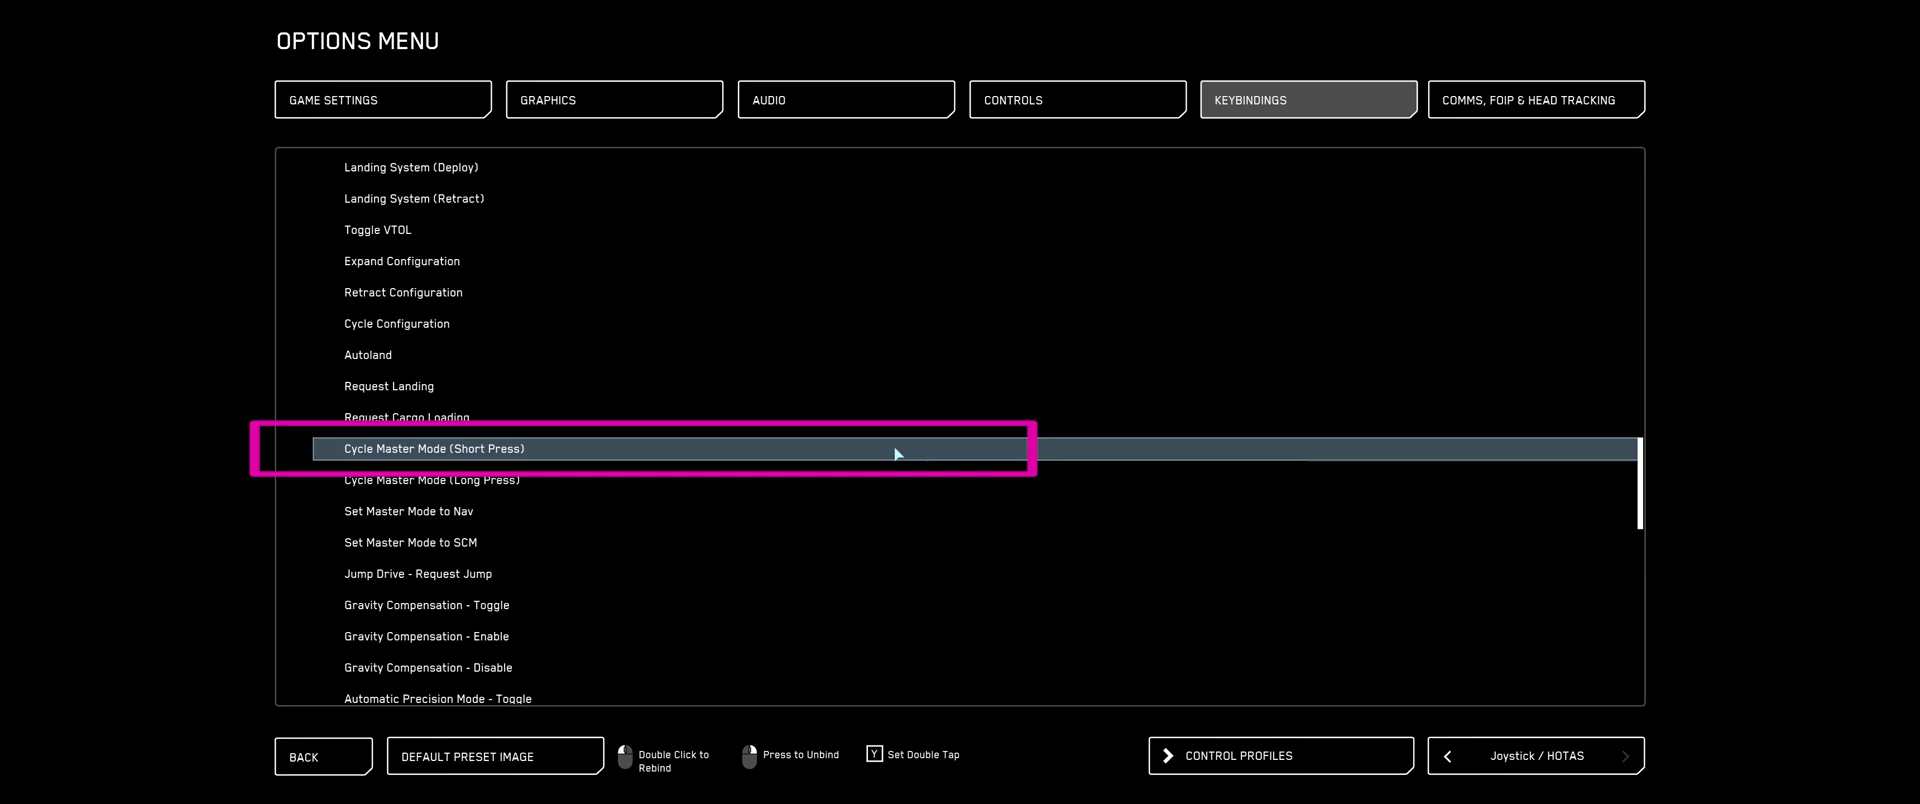 OPTIONS MENU
GAME SETTINGS
GRAPHICS
AUDIO
CONTROLS
KEYBINDINGS
COMMS, FOIP & HEAD TRACKING
Landing System (Deploy)
Landing System (Retract)
Toggle VTOL
Expand Configuration
Retract Configuration
Cycle Configuration
Autoland
Request Landing
Request Cargo Loading
Cycle Master Mode (Short Press)
Cycle Master Mode (Long Press)
Set Master Mode to Nav
Set Master Mode to SCM
Jump Drive - Request Jump
Gravity Compensation - Toggle
Gravity Compensation - Enable
Gravity Compensation - Disable
Automatic Precision Mode - Toggle
BACK
DEFAULT PRESET IMAGE
Double Click to
Rebind
Press to Unbind
Y Set Double Tap
CONTROL PROFILES
Joystick / HOTAS